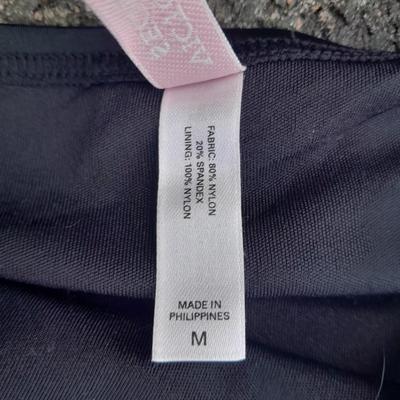 FABRIC: 80% NYLON
20% SPANDEX
LINING: 100% NYLON
MADE IN
PHILIPPINES
M